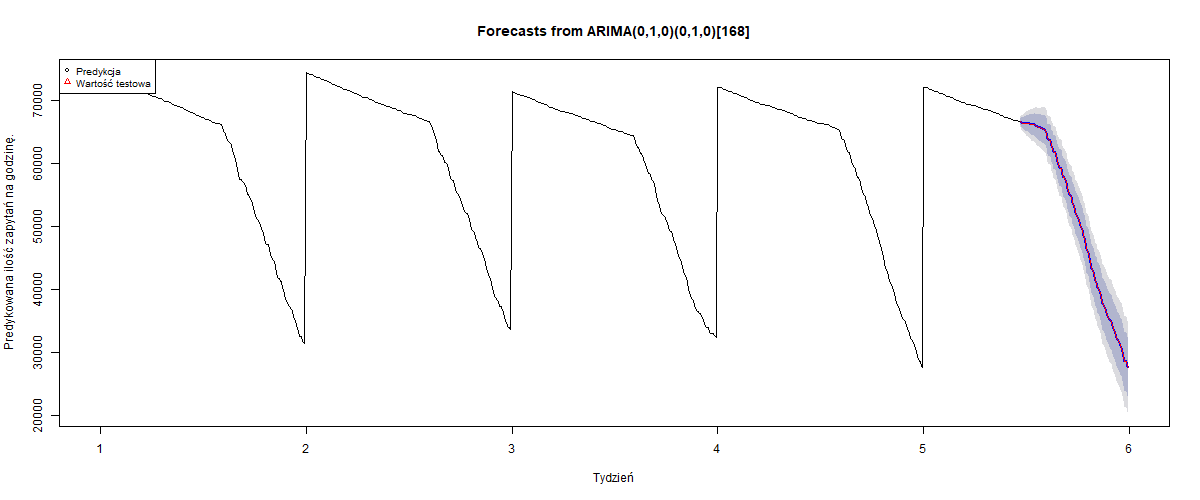 Forecasts from ARIMA(0,1,0)(0,1,0)[168]
Predykcja
Wartość testowa
Predykowana ilość zapytań na godzinę.
70000
60000
50000
40000
30000
20000
1 2 3 4 5 6
Tydzień